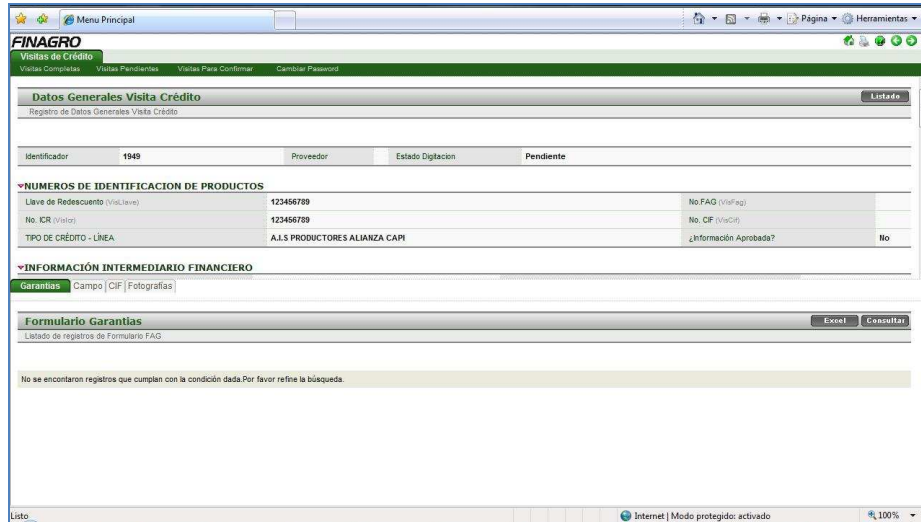 Menu Principal Página Herramientas
FINAGRO
Visitas de Crédito
Visitas Completas Visitas Pendientes Visitas Para Confirmar Cambiar Password
Datos Generales Visita Crédito Listado
Registro de Datos Generales Visita Crédito
Identificador 1949 Proveedor Estado Digitacion Pendiente
NUMEROS DE IDENTIFICACION DE PRODUCTOS
Llave de Redescuento (VisLlave) 123456789 No.FAG (VisFag)
No. ICR (VisIcr) 123456789 No. CIF (VisCif)
TIPO DE CRÉDITO - LÍNEA A.I.S PRODUCTORES ALIANZA CAPI ¿Información Aprobada? No
INFORMACIÓN INTERMEDIARIO FINANCIERO
Garantias Campo CIF Fotografías
Formulario Garantias Excel Consultar
Listado de registros de Formulario FAG
No se encontaron registros que cumplan con la condición dada.Por favor refine la búsqueda.
Listo Internet | Modo protegido: activado 100%